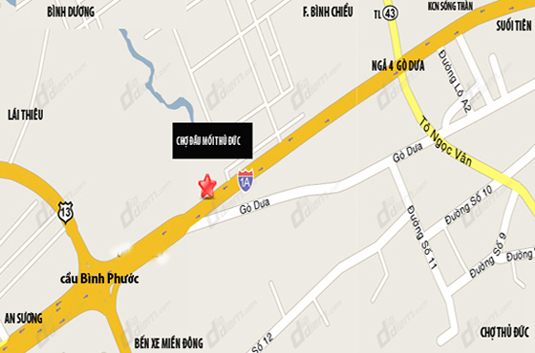 BÌNH DƯƠNG
F. BÌNH CHIỂU
KCN SÓNG THẦN
TL 43
SUỐI TIÊN
NGÃ 4 GÒ DƯA
Đường Lô A2
LÁI THIÊU
CHỢ ĐẦU MỐI THỦ ĐỨC
Tô Ngọc Vân
Gò Dưa
1A
Gò Dưa
Đường Số 10
13
Đường Số 9
Đường Số 11
Đường
cầu Bình Phước
AN SƯƠNG
BẾN XE MIỀN ĐÔNG
Số 12
CHỢ THỦ ĐỨC